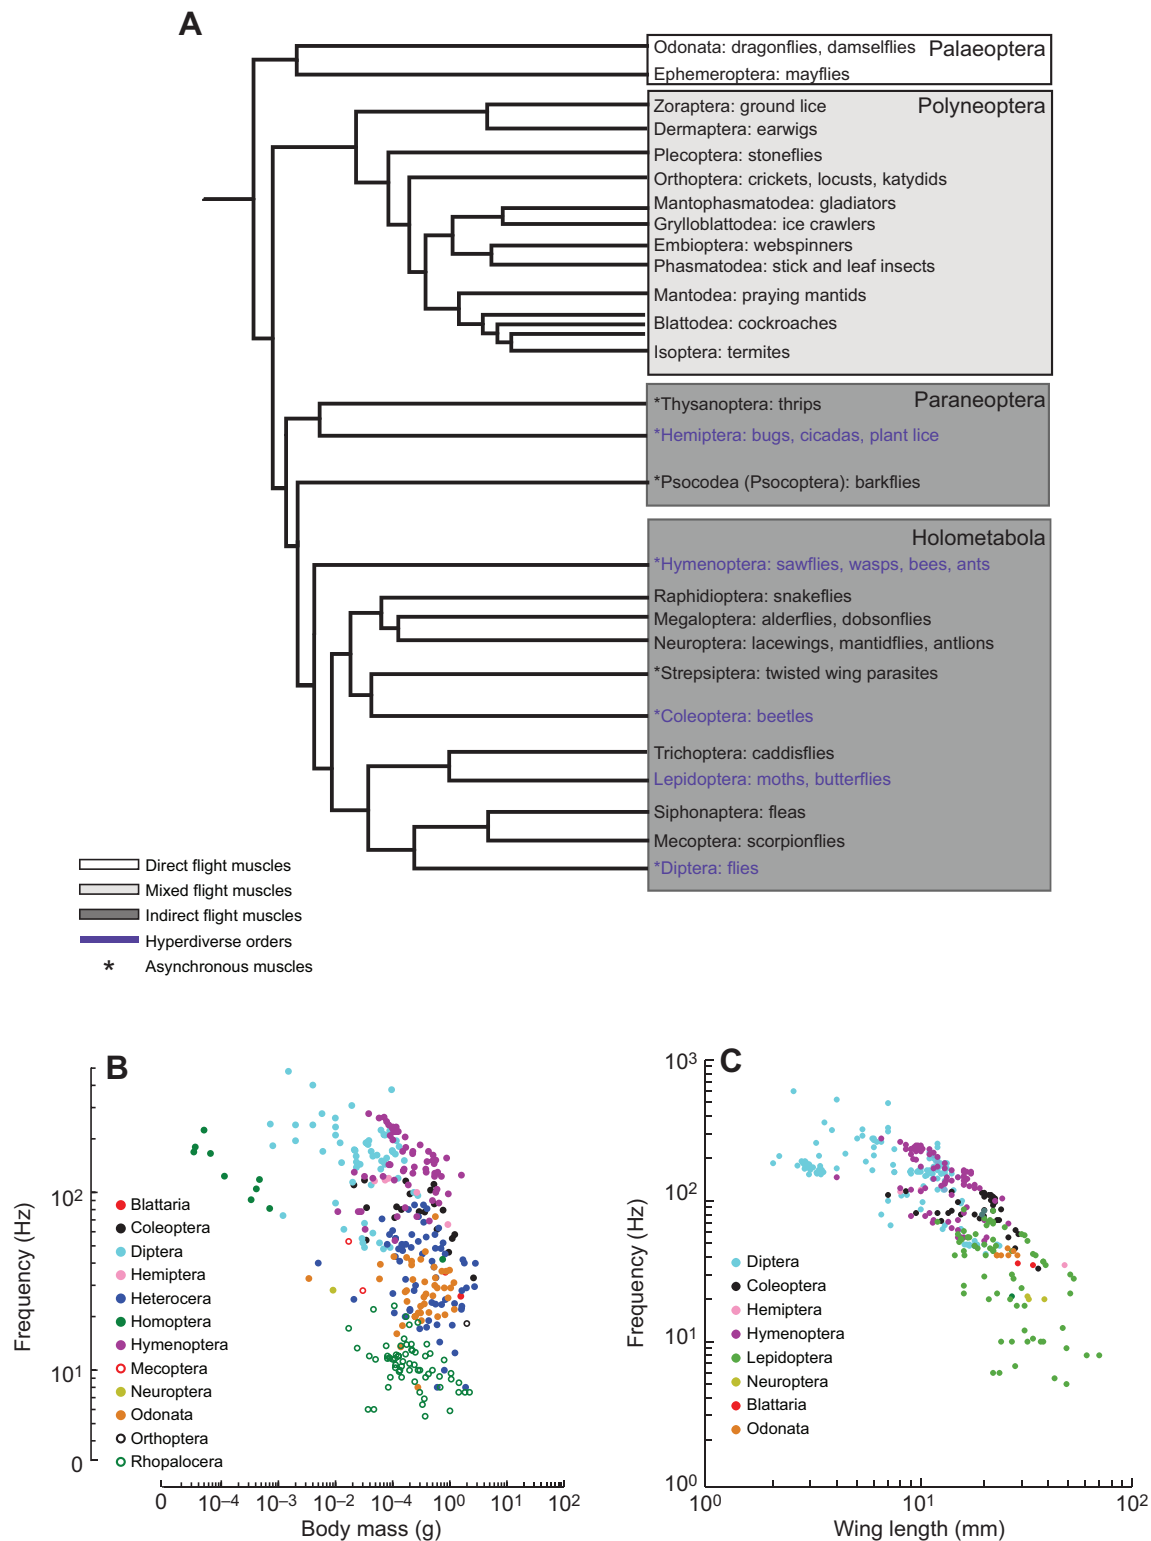 A
Odonata: dragonflies, damselflies
Palaeoptera
Ephemeroptera: mayflies
Zoraptera: ground lice
Polyneoptera
Dermaptera: earwigs
Plecoptera: stoneflies
Orthoptera: crickets, locusts, katydids
Mantophasmatodea: gladiators
Grylloblattodea: ice crawlers
Embioptera: webspinners
Phasmatodea: stick and leaf insects
Mantodea: praying mantids
Blattodea: cockroaches
Isoptera: termites
*Thysanoptera: thrips
Paraneoptera
*Hemiptera: bugs, cicadas, plant lice
*Psocodea (Psocoptera): barkflies
Holometabola
*Hymenoptera: sawflies, wasps, bees, ants
Raphidioptera: snakeflies
Megaloptera: alderflies, dobsonflies
Neuroptera: lacewings, mantidflies, antlions
*Strepsiptera: twisted wing parasites
*Coleoptera: beetles
Trichoptera: caddisflies
Lepidoptera: moths, butterflies
Siphonaptera: fleas
Mecoptera: scorpionflies
*Diptera: flies
Direct flight muscles
Mixed flight muscles
Indirect flight muscles
Hyperdiverse orders
* Asynchronous muscles
B
Frequency (Hz)
10²
10¹
0
Blattaria
Coleoptera
Diptera
Hemiptera
Heterocera
Homoptera
Hymenoptera
Mecoptera
Neuroptera
Odonata
Orthoptera
Rhopalocera
0 10⁻⁴ 10⁻³ 10⁻² 10⁻⁴ 10⁰ 10¹ 10²
Body mass (g)
C
Frequency (Hz)
10³
10²
10¹
10⁰
Diptera
Coleoptera
Hemiptera
Hymenoptera
Lepidoptera
Neuroptera
Blattaria
Odonata
10⁰ 10¹ 10²
Wing length (mm)